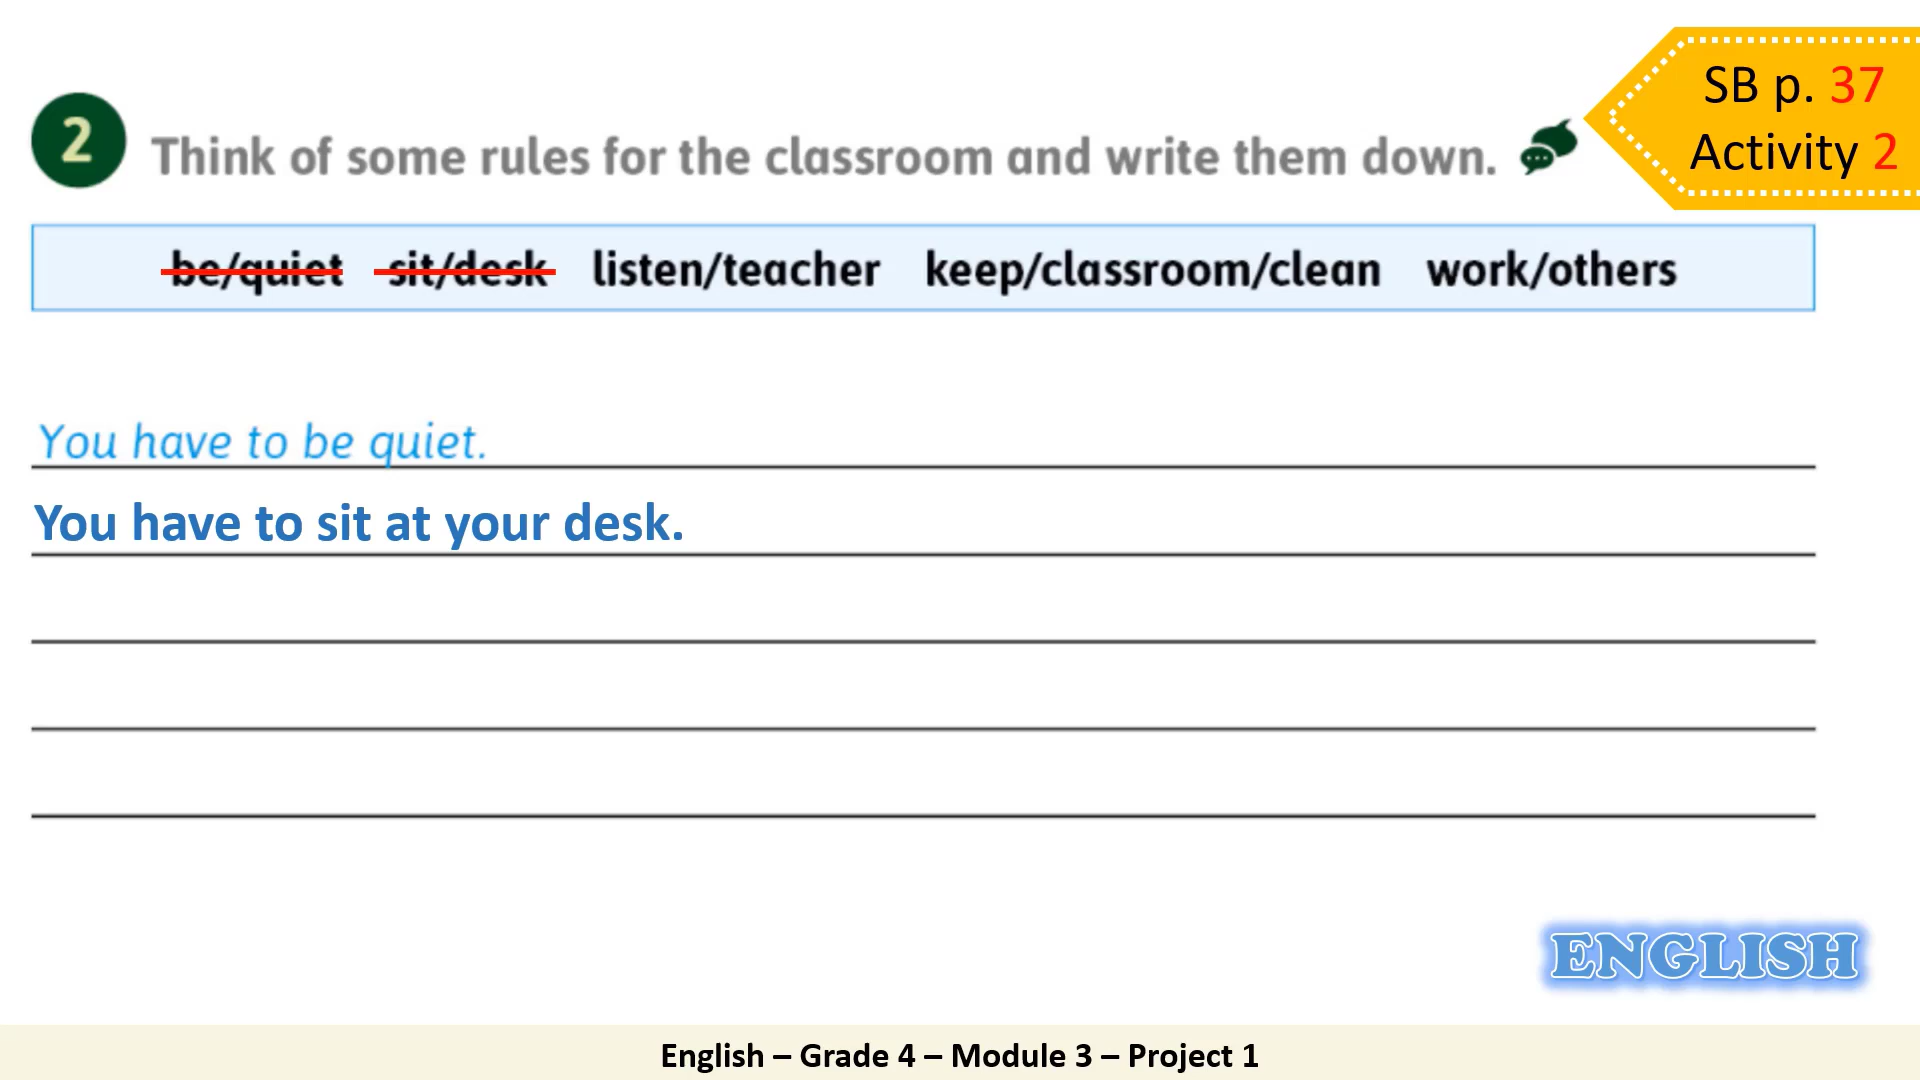 SB p. 37
Activity 2
2 Think of some rules for the classroom and write them down.
be/quiet sit/desk listen/teacher keep/classroom/clean work/others
You have to be quiet.
You have to sit at your desk.
ENGLISH
English – Grade 4 – Module 3 – Project 1